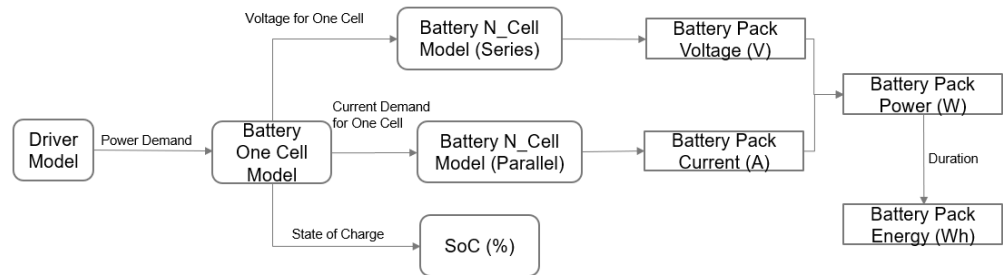 Voltage for One Cell
Battery N_Cell
Model (Series)
Battery Pack
Voltage (V)
Battery Pack
Power (W)
Driver
Model
Power Demand
Battery
One Cell
Model
Current Demand
for One Cell
Battery N_Cell
Model (Parallel)
Battery Pack
Current (A)
Duration
State of Charge
SoC (%)
Battery Pack
Energy (Wh)